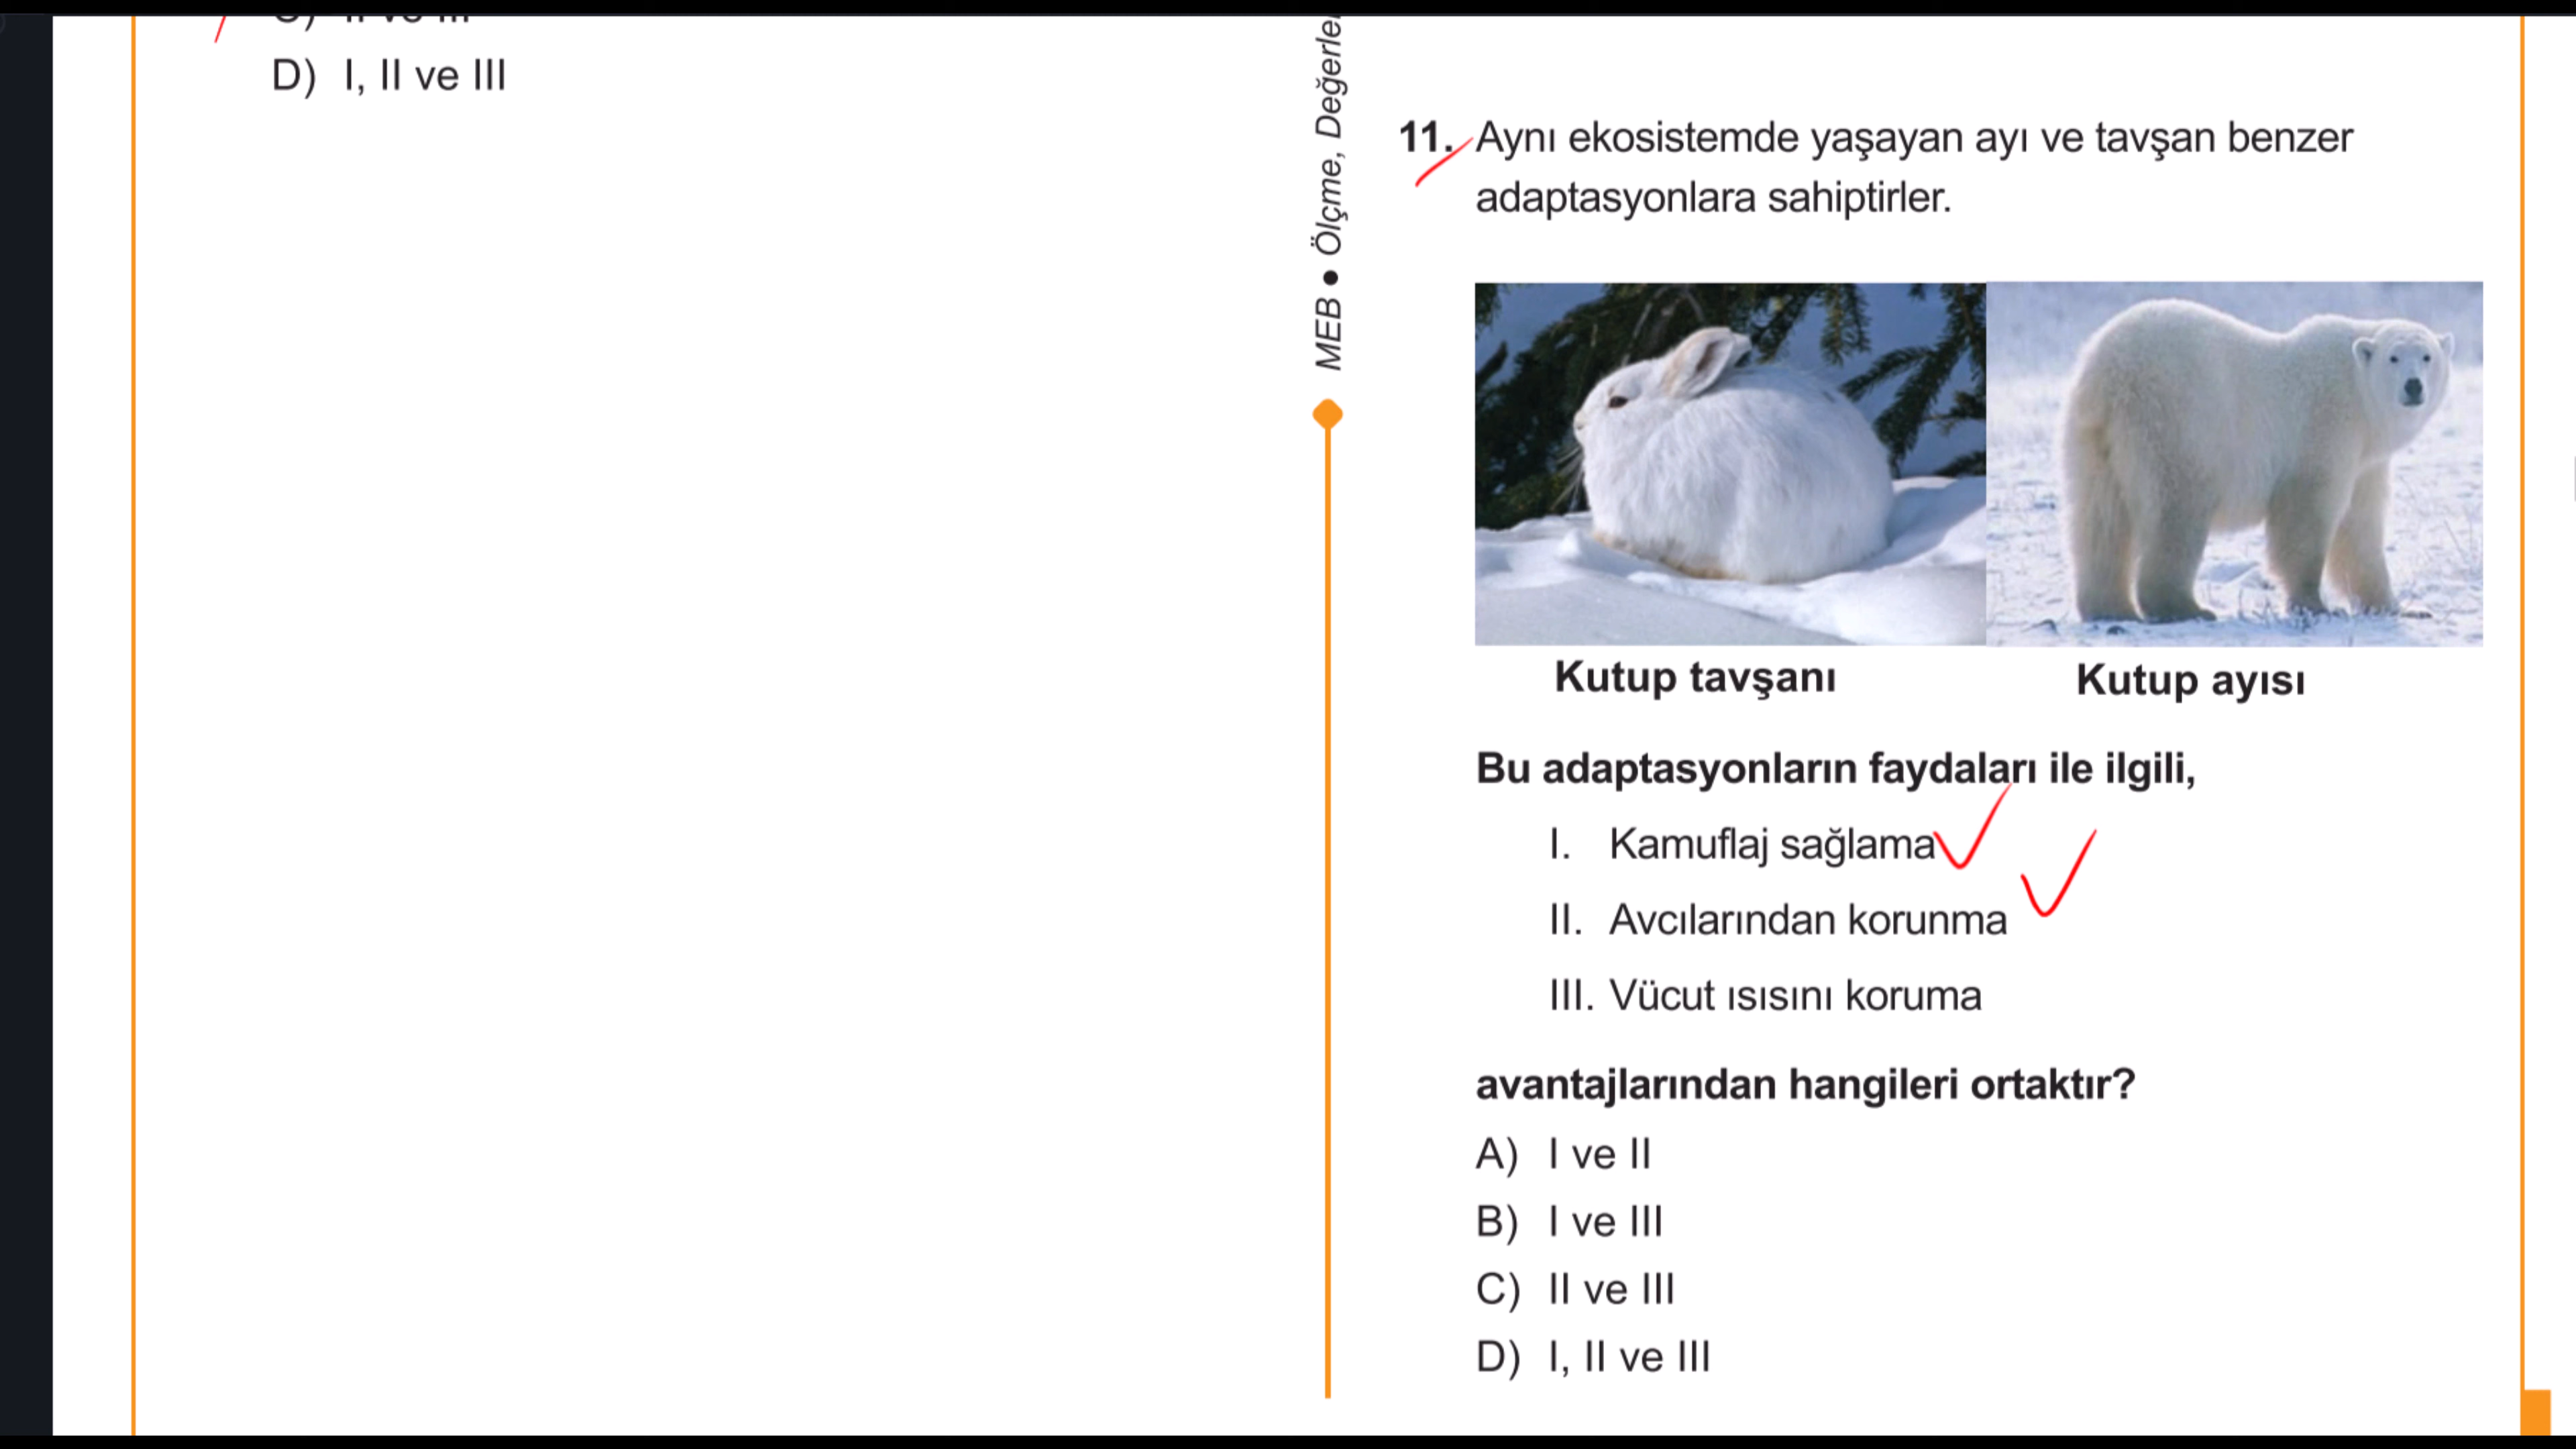 D) I, II ve III
MEB ● Ölçme, Değerle
11. Aynı ekosistemde yaşayan ayı ve tavşan benzer
adaptasyonlara sahiptirler.
Kutup tavşanı
Kutup ayısı
Bu adaptasyonların faydaları ile ilgili,
I. Kamuflaj sağlama
II. Avcılarından korunma
III. Vücut ısısını koruma
avantajlarından hangileri ortaktır?
A) I ve II
B) I ve III
C) II ve III
D) I, II ve III